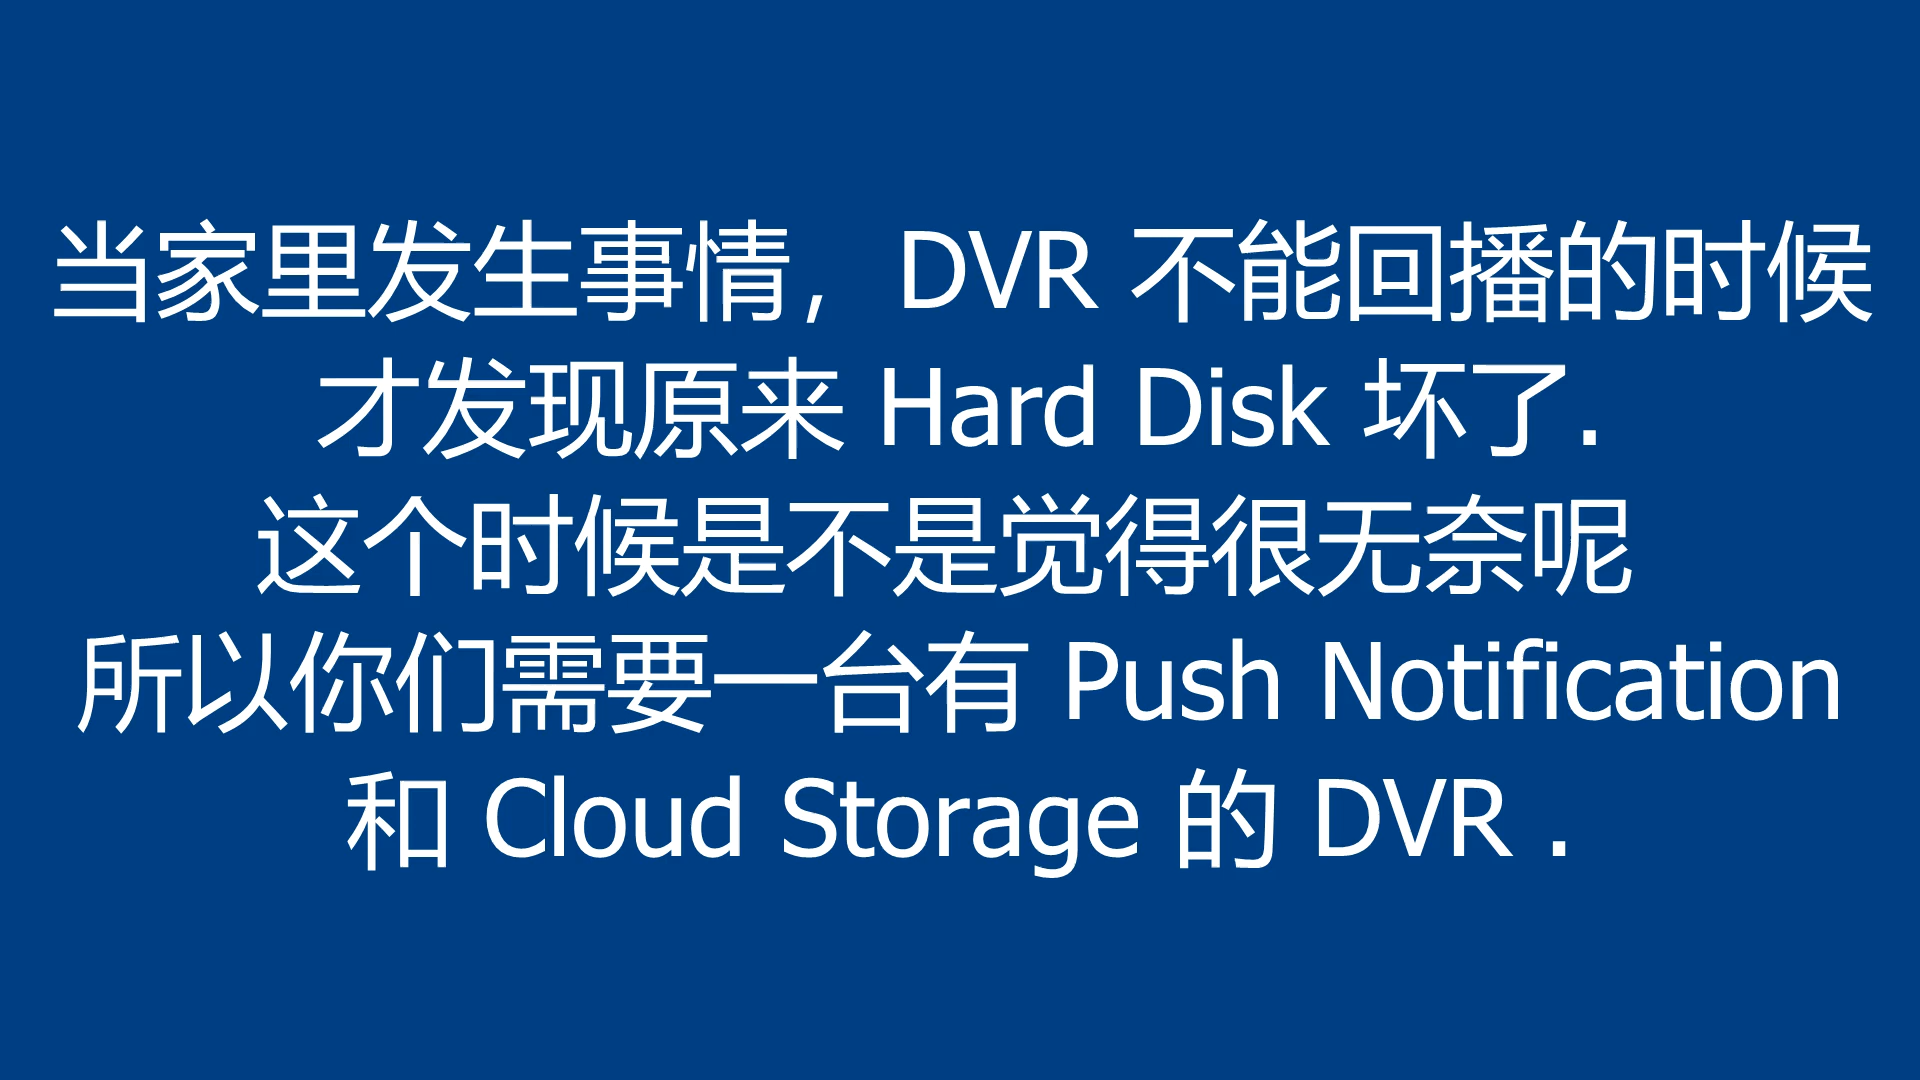 当家里发生事情，DVR 不能回播的时候
才发现原来 Hard Disk 坏了.
这个时候是不是觉得很无奈呢
所以你们需要一台有 Push Notification
和 Cloud Storage 的 DVR .